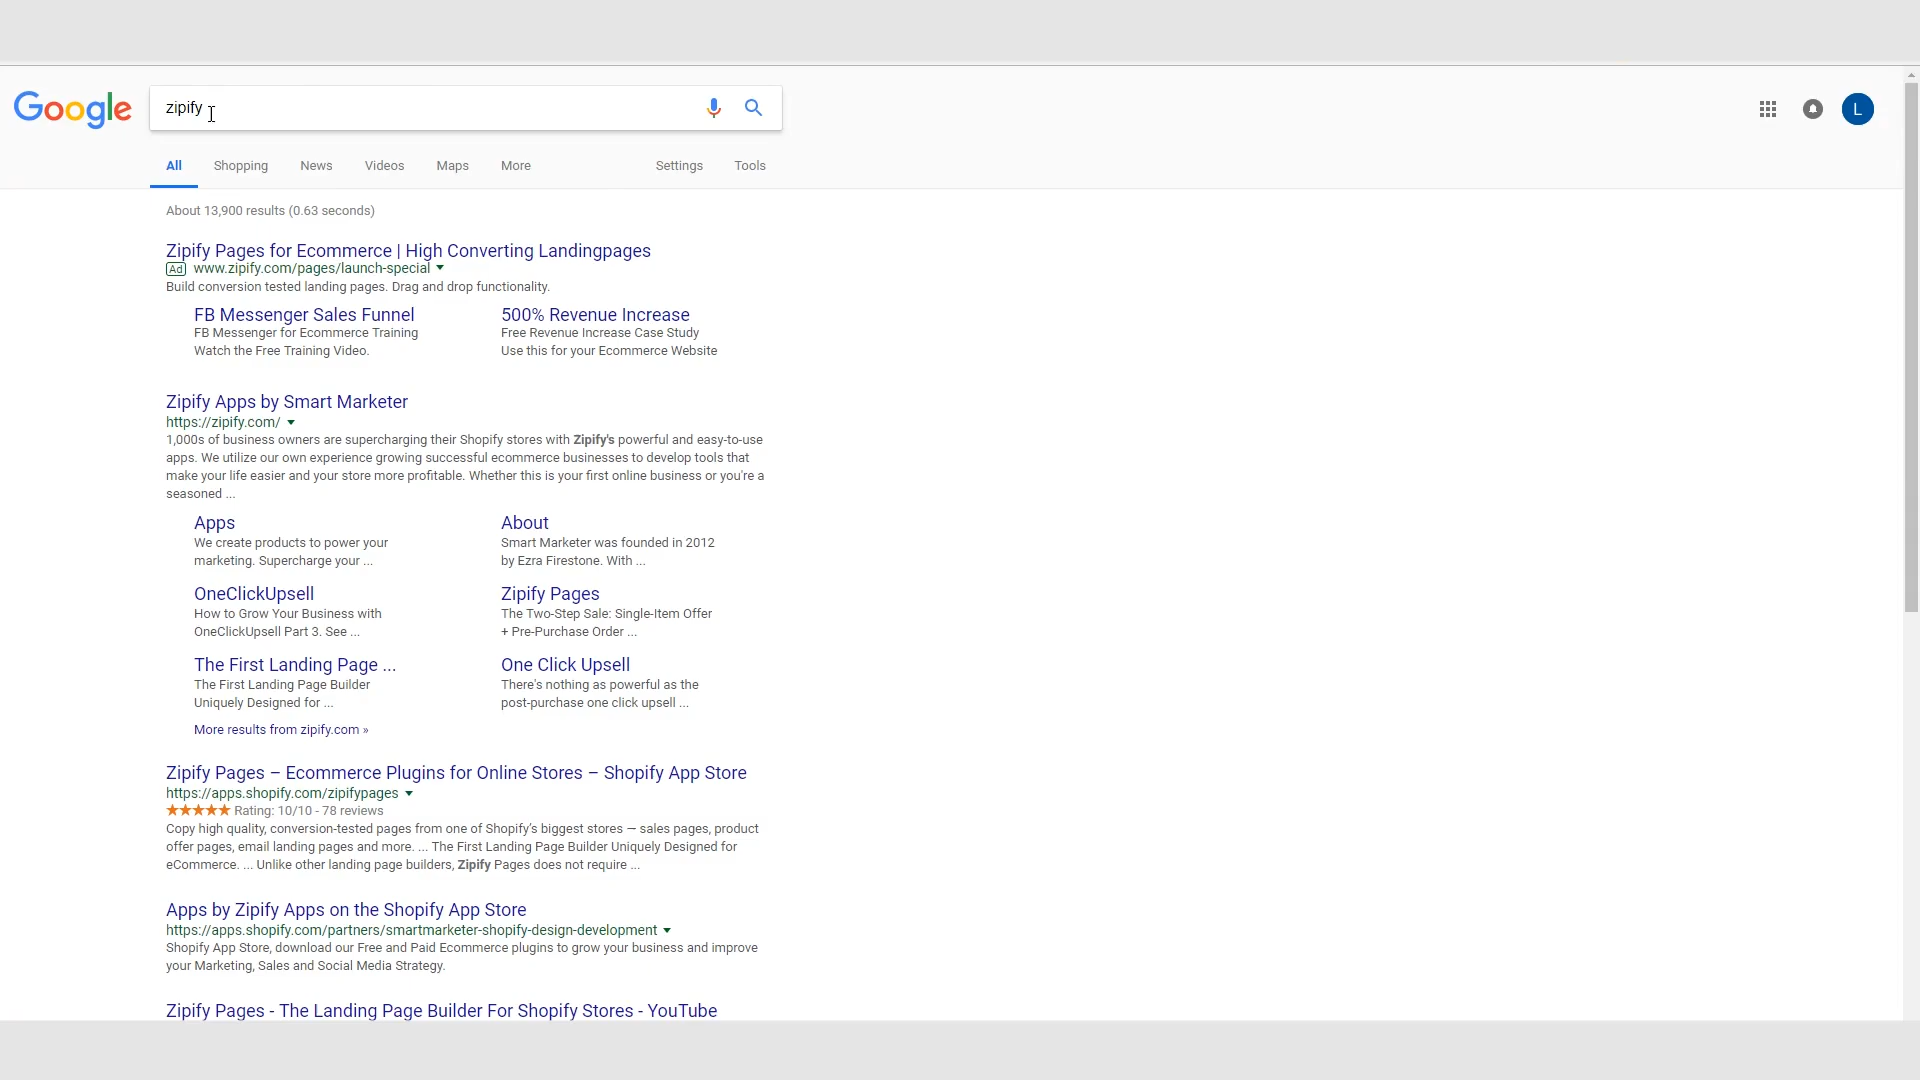 Google
zipify
All Shopping News Videos Maps More Settings Tools
L
About 13,900 results (0.63 seconds)
Zipify Pages for Ecommerce | High Converting Landingpages
Ad www.zipify.com/pages/launch-special
Build conversion tested landing pages. Drag and drop functionality.
FB Messenger Sales Funnel
FB Messenger for Ecommerce Training
Watch the Free Training Video.
500% Revenue Increase
Free Revenue Increase Case Study
Use this for your Ecommerce Website
Zipify Apps by Smart Marketer
https://zipify.com/
1,000s of business owners are supercharging their Shopify stores with Zipify's powerful and easy-to-use
apps. We utilize our own experience growing successful ecommerce businesses to develop tools that
make your life easier and your store more profitable. Whether this is your first online business or you're a
seasoned ...
Apps
We create products to power your
marketing. Supercharge your ...
About
Smart Marketer was founded in 2012
by Ezra Firestone. With ...
OneClickUpsell
How to Grow Your Business with
OneClickUpsell Part 3. See ...
Zipify Pages
The Two-Step Sale: Single-Item Offer
+ Pre-Purchase Order ...
The First Landing Page ...
The First Landing Page Builder
Uniquely Designed for ...
One Click Upsell
There's nothing as powerful as the
post-purchase one click upsell ...
More results from zipify.com »
Zipify Pages – Ecommerce Plugins for Online Stores – Shopify App Store
https://apps.shopify.com/zipifypages
Rating: 10/10 - 78 reviews
Copy high quality, conversion-tested pages from one of Shopify's biggest stores — sales pages, product
offer pages, email landing pages and more. ... The First Landing Page Builder Uniquely Designed for
eCommerce. ... Unlike other landing page builders, Zipify Pages does not require ...
Apps by Zipify Apps on the Shopify App Store
https://apps.shopify.com/partners/smartmarketer-shopify-design-development
Shopify App Store, download our Free and Paid Ecommerce plugins to grow your business and improve
your Marketing, Sales and Social Media Strategy.
Zipify Pages - The Landing Page Builder For Shopify Stores - YouTube